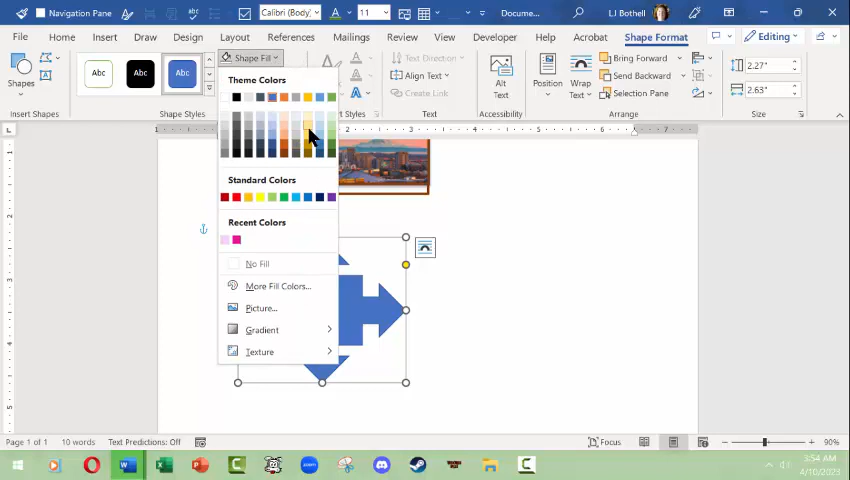 Navigation Pane
Calibri (Body)
11
Docume...
LJ Bothell
File
Home
Insert
Draw
Design
Layout
References
Mailings
Review
View
Developer
Help
Acrobat
Shape Format
Editing
Shapes
Abc
Abc
Abc
Shape Fill
Text Direction
Align Text
Create Link
Alt Text
Position
Wrap Text
Bring Forward
Send Backward
Selection Pane
2.27"
2.63"
Insert Shapes
Shape Styles
Arrange
Size
Theme Colors
Standard Colors
Recent Colors
No Fill
More Fill Colors...
Picture...
Gradient
Texture
Page 1 of 1
10 words
Text Predictions: Off
Focus
90%
3:54 AM
4/10/2023